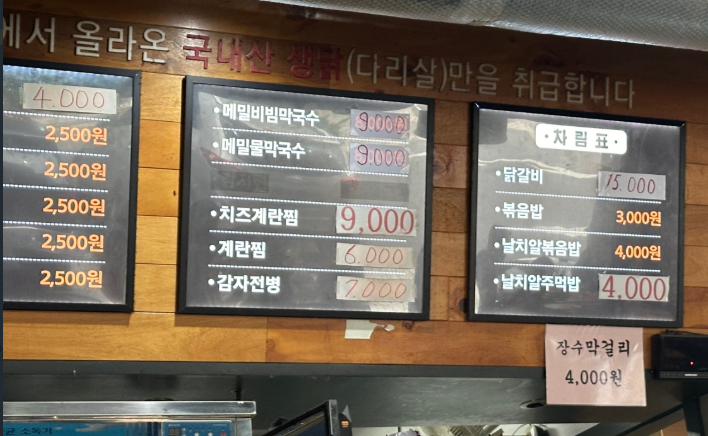 에서 올라온 국내산 생닭(다리살)만을 취급합니다
4.000
2,500원
2,500원
2,500원
2,500원
2,500원
•메밀비빔막국수 9.000
•메밀물막국수 9.000
•치즈계란찜 9,000
•계란찜 6.000
•감자전병 7.000
•차림표•
•닭갈비 15.000
•볶음밥 3,000원
•날치알볶음밥 4,000원
•날치알주먹밥 4.000
장수막걸리
4,000원